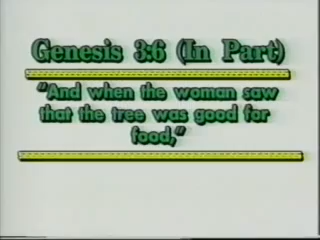 Genesis 3:6 (In Part)
"And when the woman saw
that the tree was good for
food,"